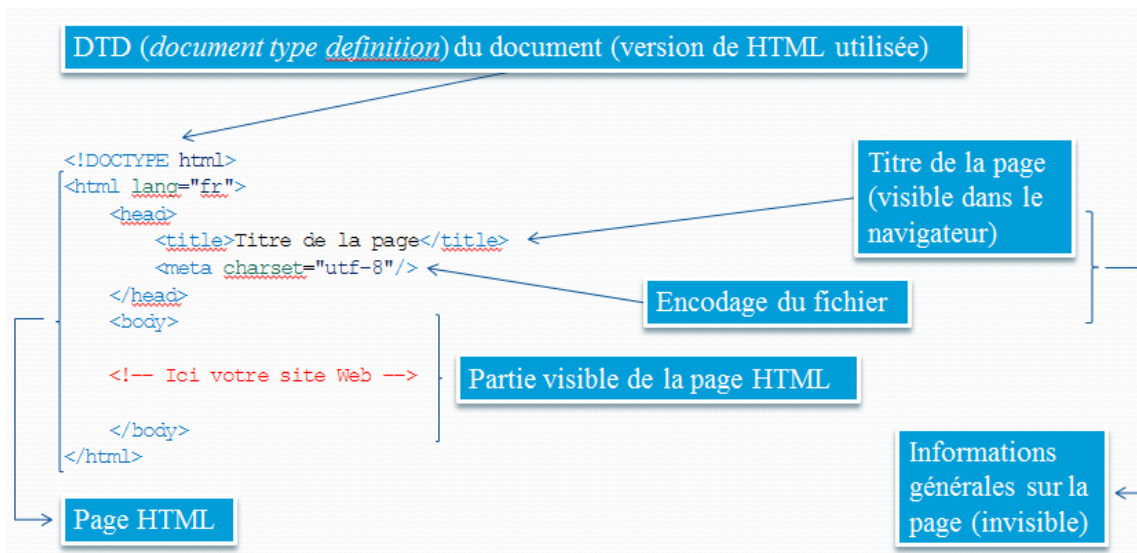 DTD (document type definition) du document (version de HTML utilisée)
<!DOCTYPE html>
<html lang="fr">
<head>
<title>Titre de la page</title>
<meta charset="utf-8"/>
</head>
<body>
<!-- Ici votre site Web -->
</body>
</html>
Titre de la page
(visible dans le
navigateur)
Encodage du fichier
Partie visible de la page HTML
Informations
générales sur la
page (invisible)
Page HTML